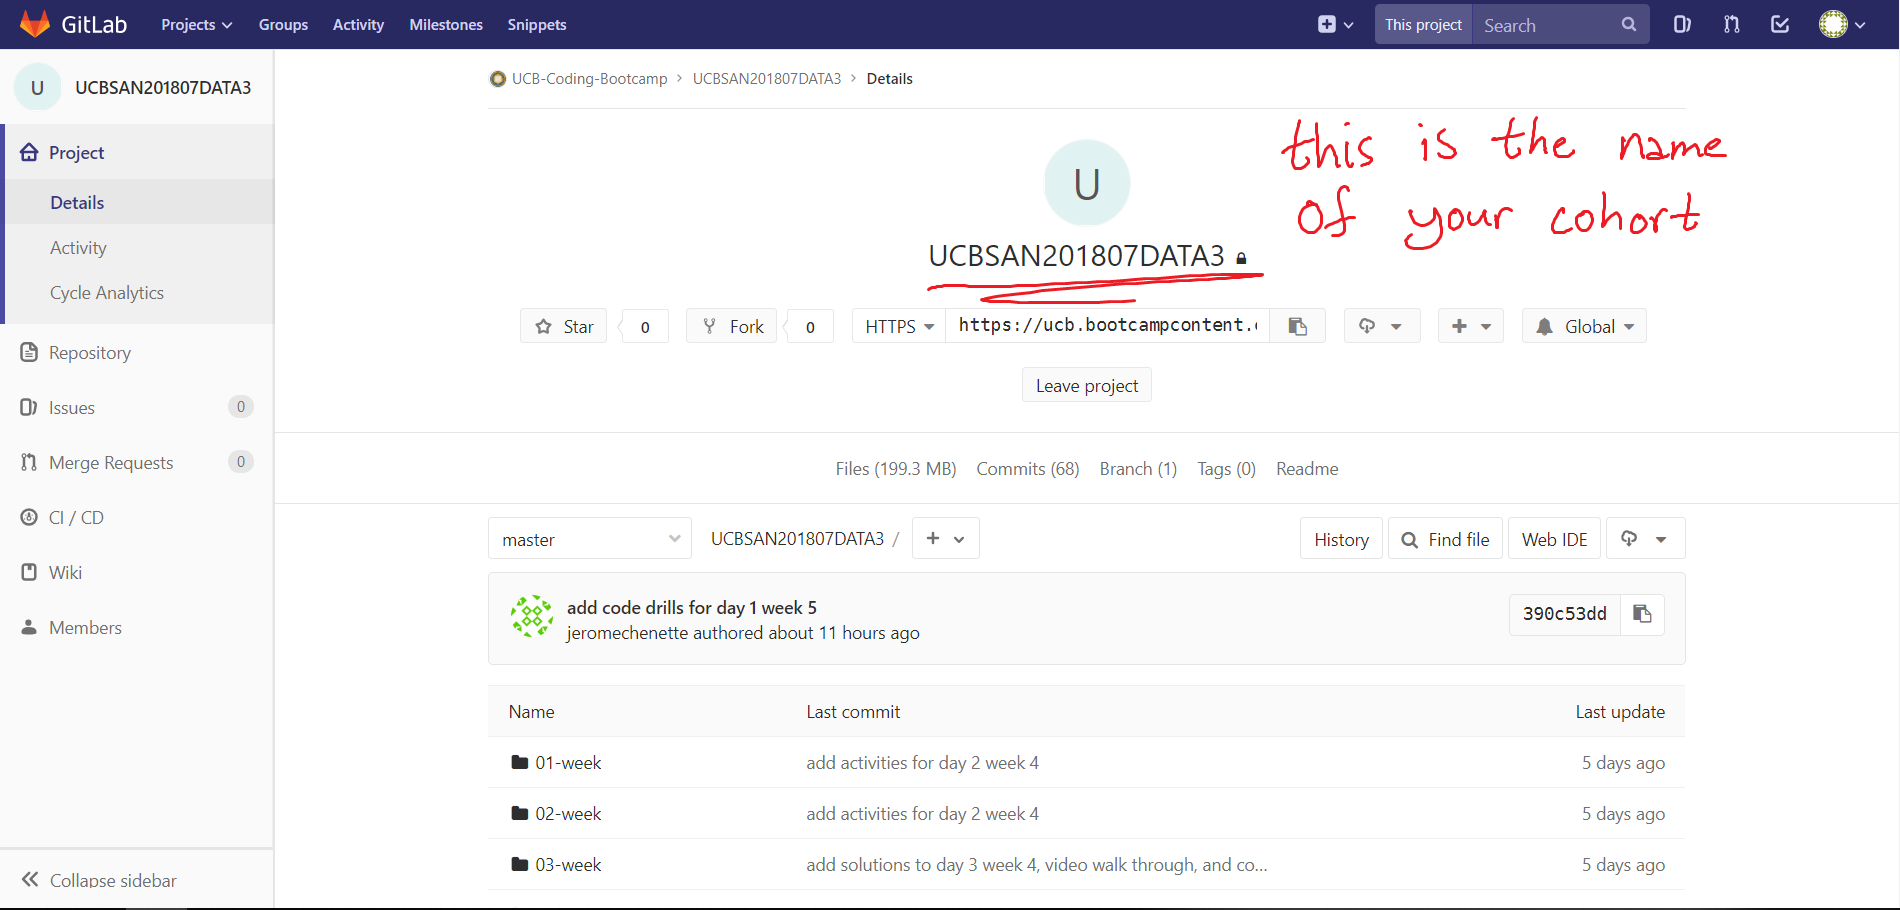 GitLab Projects Groups Activity Milestones Snippets This project Search
U UCBSAN201807DATA3
Project
Details
Activity
Cycle Analytics
Repository
Issues 0
Merge Requests 0
CI / CD
Wiki
Members
Collapse sidebar
UCB-Coding-Bootcamp > UCBSAN201807DATA3 > Details
this is the name
of your cohort
U
UCBSAN201807DATA3
Star 0 Fork 0 HTTPS https://ucb.bootcampcontent. Global
Leave project
Files (199.3 MB) Commits (68) Branch (1) Tags (0) Readme
master UCBSAN201807DATA3 / + History Find file Web IDE
add code drills for day 1 week 5
jeromechenette authored about 11 hours ago
390c53dd
Name Last commit Last update
01-week add activities for day 2 week 4 5 days ago
02-week add activities for day 2 week 4 5 days ago
03-week add solutions to day 3 week 4, video walk through, and co... 5 days ago